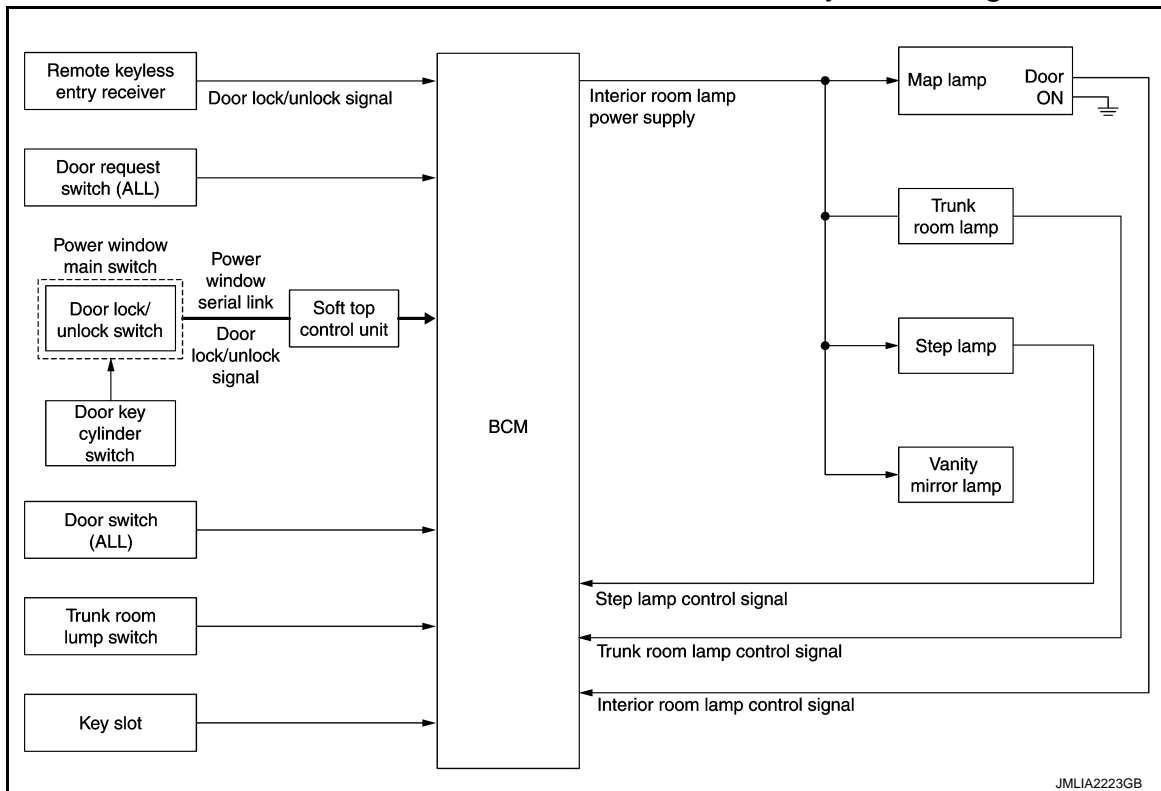 Remote keyless
entry receiver
Door lock/unlock signal
Door request
switch (ALL)
Power window
main switch
Door lock/
unlock switch
Power
window
serial link
Door
lock/unlock
signal
Soft top
control unit
Door key
cylinder
switch
Door switch
(ALL)
Trunk room
lump switch
Key slot
BCM
Interior room lamp
power supply
Map lamp
Door
ON
Trunk
room lamp
Step lamp
Vanity
mirror lamp
Step lamp control signal
Trunk room lamp control signal
Interior room lamp control signal
JMLIA2223GB